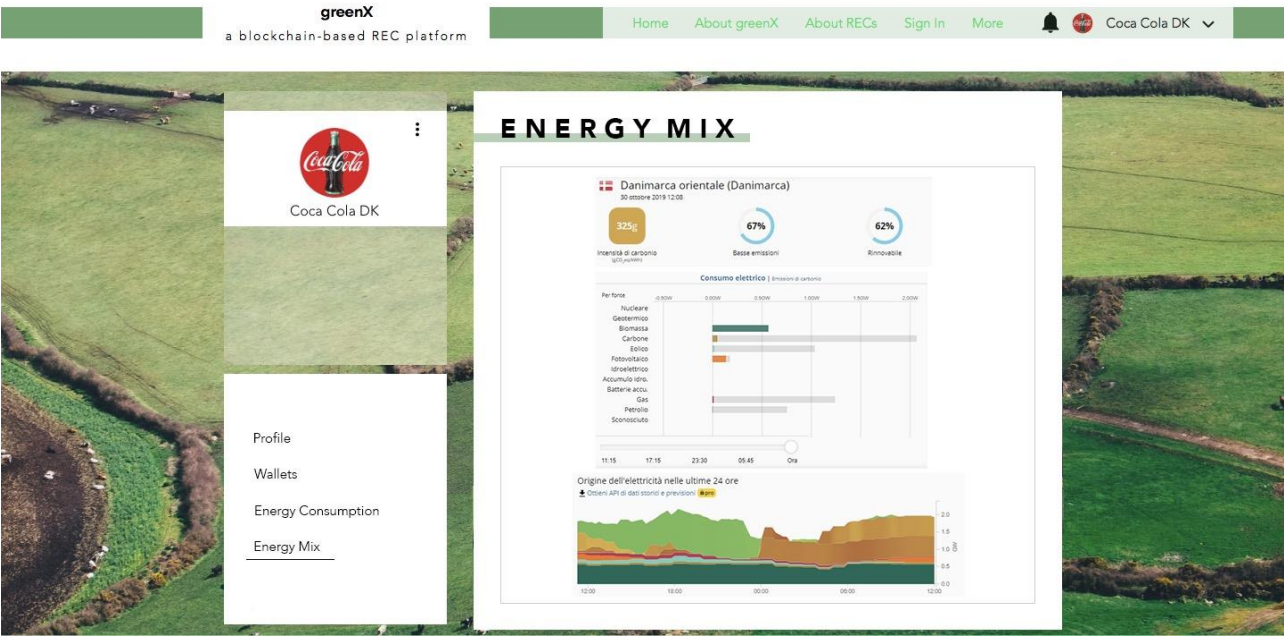 greenX
a blockchain-based REC platform
Home About greenX About RECs Sign In More Coca Cola DK
ENERGY MIX
Coca Cola
Coca Cola DK
Profile
Wallets
Energy Consumption
Energy Mix
Danimarca orientale (Danimarca)
30 ottobre 2019 12:08
325g 67% 62%
Intensità di carbonio Basse emissioni Rinnovabile
Consumo elettrico | Emissioni di carbonio
Per fonte
0.00W 0.50W 1.00W 1.50W 2.00W
Nucleare
Geotermico
Biomassa
Carbone
Eolico
Fotovoltaico
Idroelettrico
Accumulo idro.
Batterie accu.
Gas
Petrolio
Sconosciuto
11:15 17:15 23:30 05:45 Ora
Origine dell'elettricità nelle ultime 24 ore
Ottieni API di dati storici e previsioni pro
2.0
1.5
1.0
GW
0.5
0.0
12:00 18:00 00:00 06:00 12:00